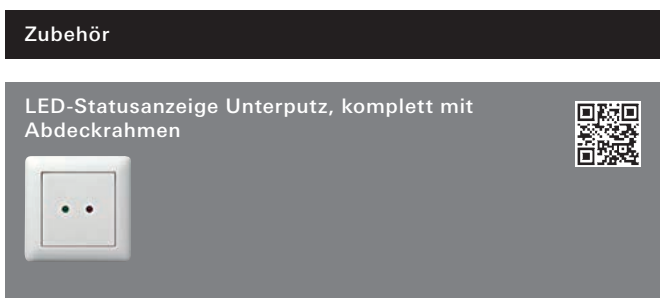 Zubehör
LED-Statusanzeige Unterputz, komplett mit
Abdeckrahmen